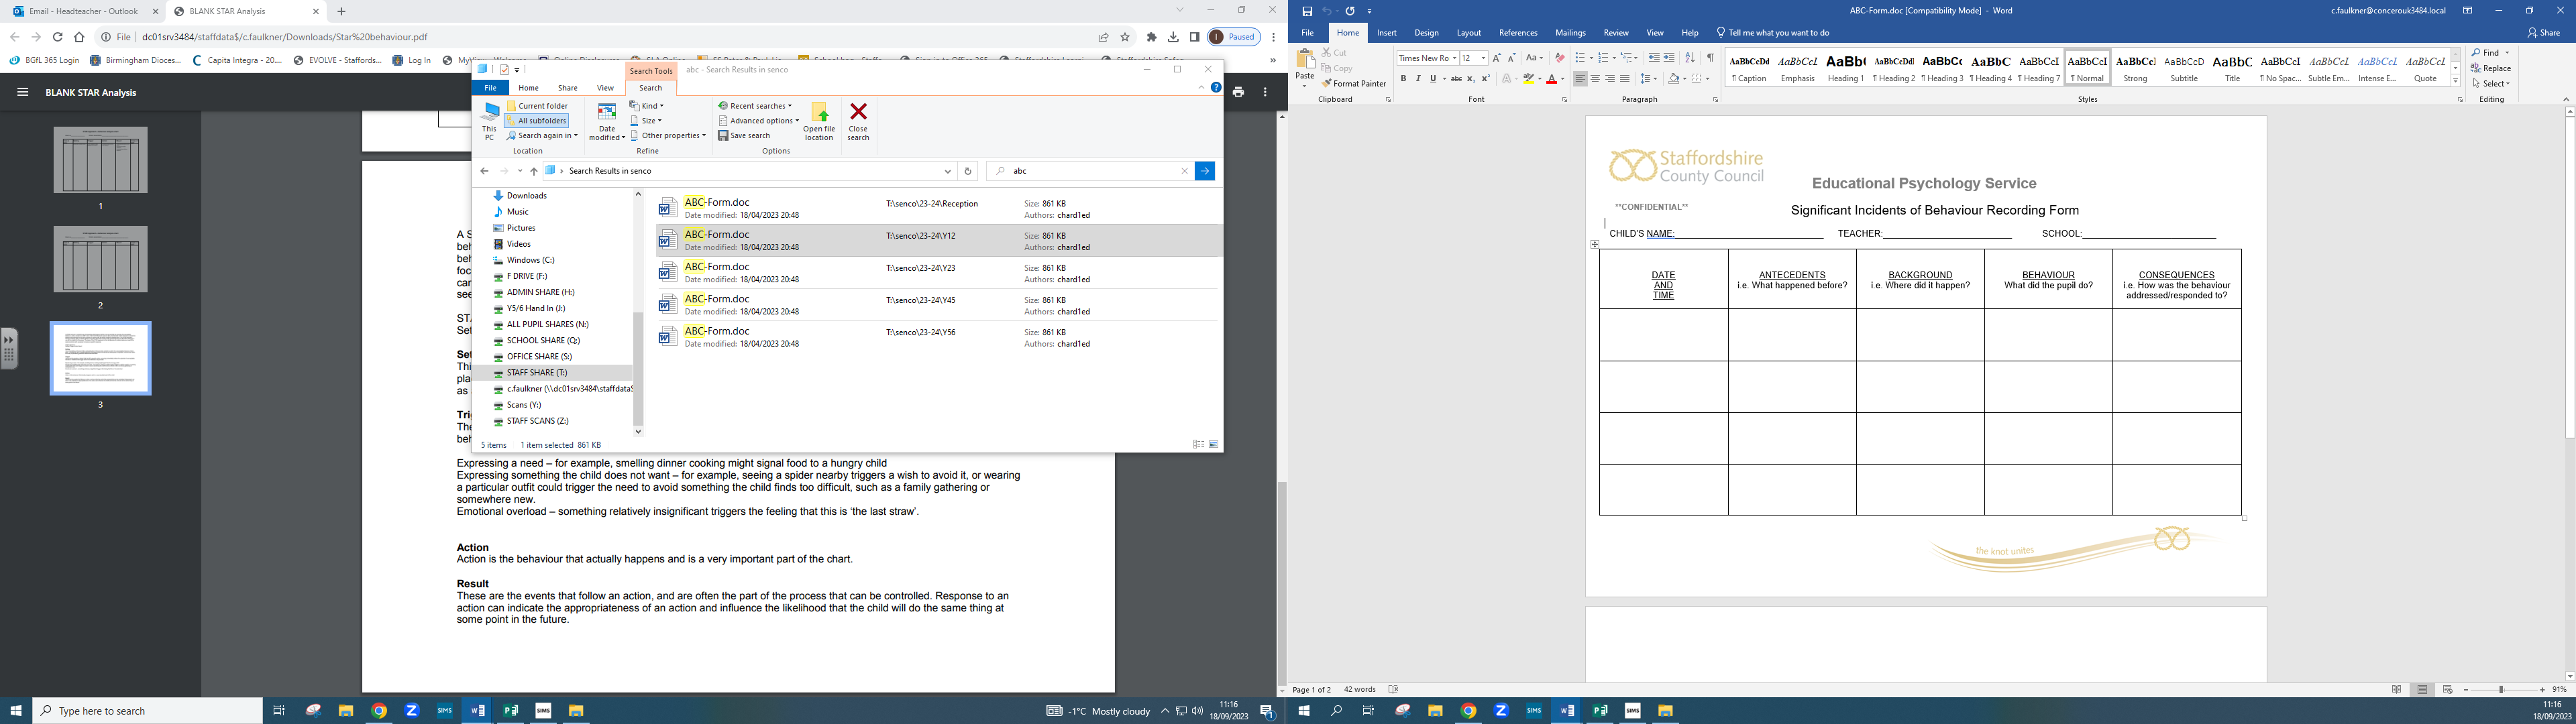 Email - Headteacher - Outlook
BLANK STAR Analysis
File | dc01srv3484/staffdata$/c.faulkner/Downloads/Star%20behaviour.pdf
Paused
BGfL 365 Login
Birmingham Dioces...
Capita Integra - 20....
EVOLVE - Staffords...
Log In
BLANK STAR Analysis
1
2
3
Search Tools
abc - Search Results in senco
File Home Share View Search
This PC
Current folder
All subfolders
Search again in
Location
Date modified
Kind
Size
Other properties
Refine
Recent searches
Advanced options
Save search
Options
Open file location
Close search
Search Results in senco
abc
Downloads
Music
Pictures
Videos
Windows (C:)
F DRIVE (F:)
ADMIN SHARE (H:)
Y5/6 Hand In (J:)
ALL PUPIL SHARES (N:)
SCHOOL SHARE (Q:)
OFFICE SHARE (S:)
STAFF SHARE (T:)
c.faulkner (\\dc01srv3484\staffdata$
Scans (Y:)
STAFF SCANS (Z:)
ABC-Form.doc T:\senco\23-24\Reception Size: 861 KB
Date modified: 18/04/2023 20:48 Authors: chard1ed
ABC-Form.doc T:\senco\23-24\Y12 Size: 861 KB
Date modified: 18/04/2023 20:48 Authors: chard1ed
ABC-Form.doc T:\senco\23-24\Y23 Size: 861 KB
Date modified: 18/04/2023 20:48 Authors: chard1ed
ABC-Form.doc T:\senco\23-24\Y45 Size: 861 KB
Date modified: 18/04/2023 20:48 Authors: chard1ed
ABC-Form.doc T:\senco\23-24\Y56 Size: 861 KB
Date modified: 18/04/2023 20:48 Authors: chard1ed
5 items 1 item selected 861 KB
Expressing a need – for example, smelling dinner cooking might signal food to a hungry child
Expressing something the child does not want – for example, seeing a spider nearby triggers a wish to avoid it, or wearing
a particular outfit could trigger the need to avoid something the child finds too difficult, such as a family gathering or
somewhere new.
Emotional overload – something relatively insignificant triggers the feeling that this is ‘the last straw’.
Action
Action is the behaviour that actually happens and is a very important part of the chart.
Result
These are the events that follow an action, and are often the part of the process that can be controlled. Response to an
action can indicate the appropriateness of an action and influence the likelihood that the child will do the same thing at
some point in the future.
Type here to search
-1°C Mostly cloudy
11:16
18/09/2023
ABC-Form.doc [Compatibility Mode] - Word
c.faulkner@concerouk3484.local
File Home Insert Design Layout References Mailings Review View Help Tell me what you want to do
Share
Paste
Cut
Copy
Format Painter
Clipboard
Times New Ro 12
Font
Paragraph
¶ Caption Emphasis Heading 1 ¶ Heading 2 ¶ Heading 3 ¶ Heading 4 ¶ Heading 7 ¶ Normal Strong Subtitle Title ¶ No Spac... Subtle Em... Emphasis Intense E... Quote
Styles
Find
Replace
Select
Editing
Staffordshire
County Council
Educational Psychology Service
**CONFIDENTIAL**
Significant Incidents of Behaviour Recording Form
CHILD'S NAME: TEACHER: SCHOOL:
DATE
AND
TIME
ANTECEDENTS
i.e. What happened before?
BACKGROUND
i.e. Where did it happen?
BEHAVIOUR
What did the pupil do?
CONSEQUENCES
i.e. How was the behaviour
addressed/responded to?
the knot unites
Page 1 of 2 42 words
91%
11:16
18/09/2023